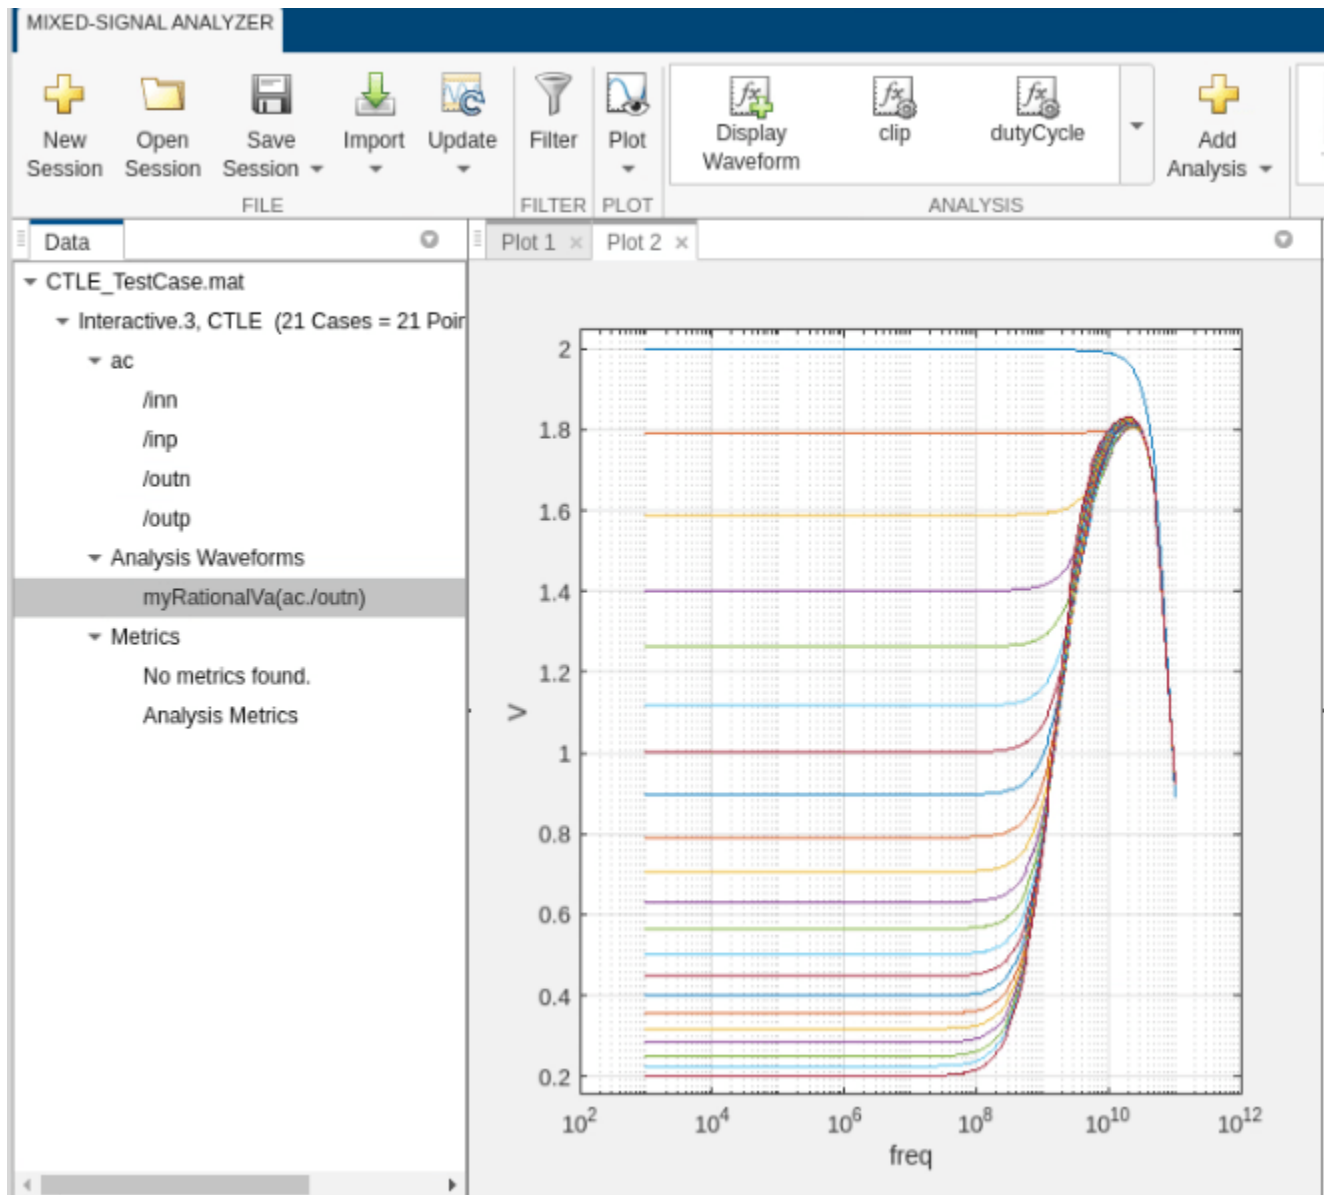 MIXED-SIGNAL ANALYZER
New
Session
Open
Session
Save
Session
Import
Update
Filter
Plot
Display
Waveform
clip
dutyCycle
Add
Analysis
FILE
FILTER
PLOT
ANALYSIS
Data
Plot 1
Plot 2
CTLE_TestCase.mat
Interactive.3, CTLE (21 Cases = 21 Poin
ac
/inn
/inp
/outn
/outp
Analysis Waveforms
myRationalVa(ac./outn)
Metrics
No metrics found.
Analysis Metrics
2
1.8
1.6
1.4
1.2
1
0.8
0.6
0.4
0.2
V
10^2
10^4
10^6
10^8
10^10
10^12
freq